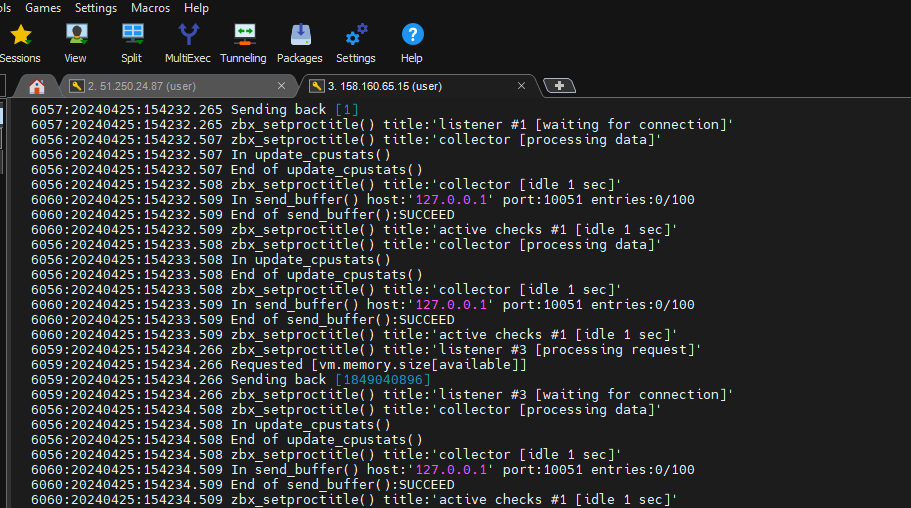 ols Games Settings Macros Help
Sessions View Split MultiExec Tunneling Packages Settings Help
2. 51.250.24.87 (user) 3. 158.160.65.15 (user)
6057:20240425:154232.265 Sending back [1]
6057:20240425:154232.265 zbx_setproctitle() title:'listener #1 [waiting for connection]'
6056:20240425:154232.507 zbx_setproctitle() title:'collector [processing data]'
6056:20240425:154232.507 In update_cpustats()
6056:20240425:154232.507 End of update_cpustats()
6056:20240425:154232.508 zbx_setproctitle() title:'collector [idle 1 sec]'
6060:20240425:154232.509 In send_buffer() host:'127.0.0.1' port:10051 entries:0/100
6060:20240425:154232.509 End of send_buffer():SUCCEED
6060:20240425:154232.509 zbx_setproctitle() title:'active checks #1 [idle 1 sec]'
6056:20240425:154233.508 zbx_setproctitle() title:'collector [processing data]'
6056:20240425:154233.508 In update_cpustats()
6056:20240425:154233.508 End of update_cpustats()
6056:20240425:154233.508 zbx_setproctitle() title:'collector [idle 1 sec]'
6060:20240425:154233.509 In send_buffer() host:'127.0.0.1' port:10051 entries:0/100
6060:20240425:154233.509 End of send_buffer():SUCCEED
6060:20240425:154233.509 zbx_setproctitle() title:'active checks #1 [idle 1 sec]'
6059:20240425:154234.266 zbx_setproctitle() title:'listener #3 [processing request]'
6059:20240425:154234.266 Requested [vm.memory.size[available]]
6059:20240425:154234.266 Sending back [1849040896]
6059:20240425:154234.266 zbx_setproctitle() title:'listener #3 [waiting for connection]'
6056:20240425:154234.508 zbx_setproctitle() title:'collector [processing data]'
6056:20240425:154234.508 In update_cpustats()
6056:20240425:154234.508 End of update_cpustats()
6056:20240425:154234.508 zbx_setproctitle() title:'collector [idle 1 sec]'
6060:20240425:154234.509 In send_buffer() host:'127.0.0.1' port:10051 entries:0/100
6060:20240425:154234.509 End of send_buffer():SUCCEED
6060:20240425:154234.509 zbx_setproctitle() title:'active checks #1 [idle 1 sec]'